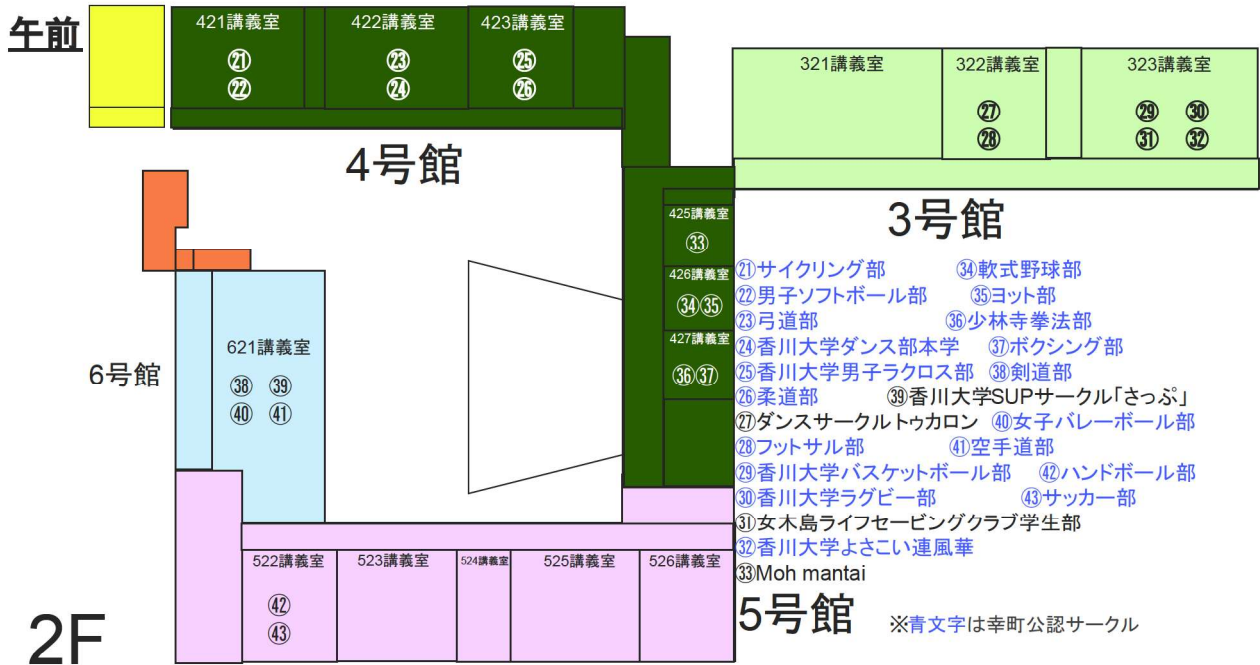 午前
421講義室 422講義室 423講義室
㉑ ㉓ ㉕
㉒ ㉔ ㉖
321講義室 322講義室 323講義室
㉗ ㉙ ㉚
㉘ ㉛ ㉜
4号館
3号館
425講義室
㉝
426講義室
㉞㉟
427講義室
㊱㊲
6号館
621講義室
㊳ ㊴
㊵ ㊶
㉑サイクリング部 ㉞軟式野球部
㉒男子ソフトボール部 ㉟ヨット部
㉓弓道部 ㊱少林寺拳法部
㉔香川大学ダンス部本学 ㊲ボクシング部
㉕香川大学男子ラクロス部 ㊳剣道部
㉖柔道部 ㊴香川大学SUPサークル「さっぷ」
㉗ダンスサークルトゥカロン ㊵女子バレーボール部
㉘フットサル部 ㊶空手道部
㉙香川大学バスケットボール部 ㊷ハンドボール部
㉚香川大学ラグビー部 ㊸サッカー部
㉛女木島ライフセービングクラブ学生部
㉜香川大学よさこい連風華
㉝Moh mantai
522講義室 523講義室 524講義室 525講義室 526講義室
㊷
㊸
5号館
※青文字は幸町公認サークル
2F